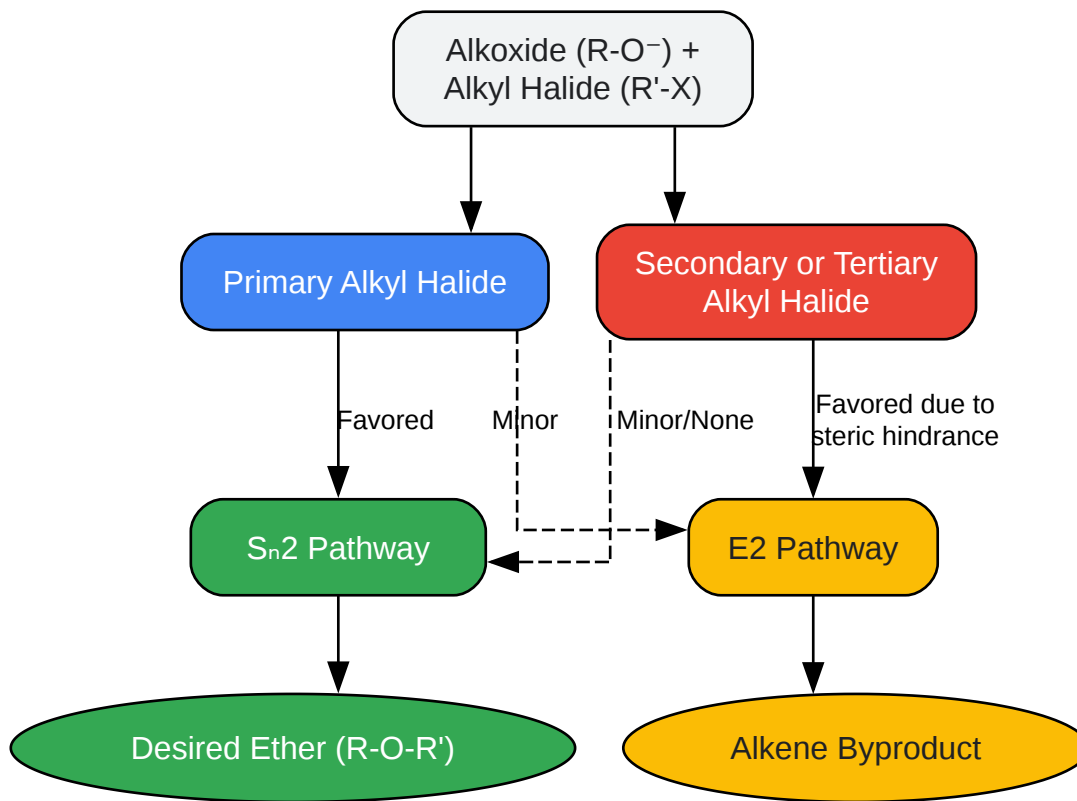 Alkoxide (R-O⁻) +
Alkyl Halide (R'-X)
Primary Alkyl Halide
Secondary or Tertiary
Alkyl Halide
Favored
Minor
Minor/None
Favored due to
steric hindrance
Sₙ2 Pathway
E2 Pathway
Desired Ether (R-O-R')
Alkene Byproduct